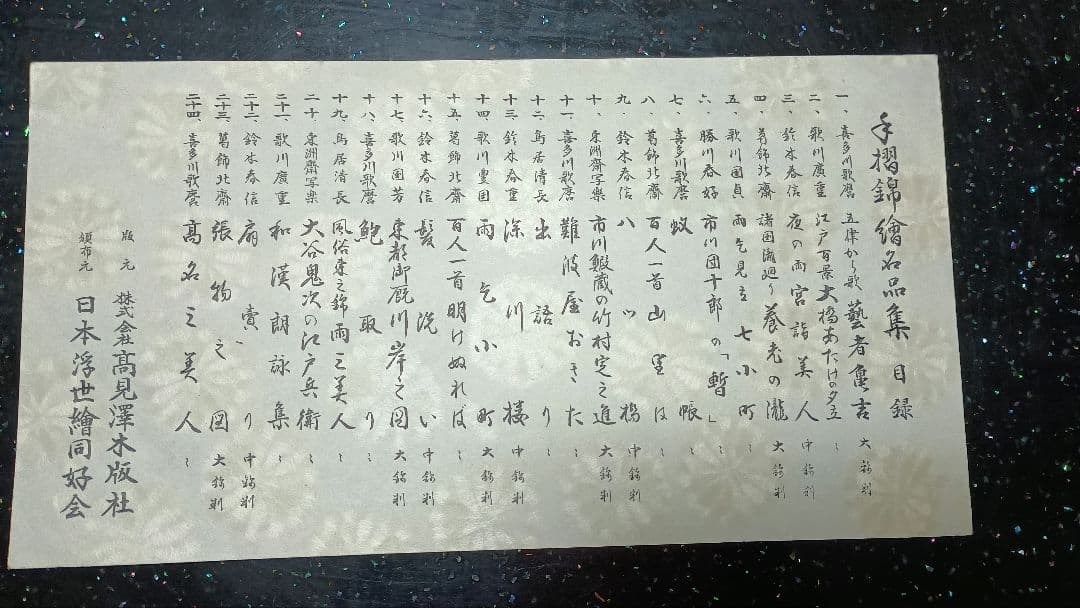 手摺錦繪名品集 目録
一、喜多川歌麿 藝者亀吉 大錦判
二、歌川廣重 江戸百景大橋あたけの夕立 〃
三、鈴木春信 夜の雨宮詣美人 中錦判
四、葛飾北齋 諸国瀧廻り養老の瀧 大錦判
五、歌川国貞 雨乞見立七小町 〃
六、勝川春好 市川団十郎の「暫」 〃
七、喜多川歌麿 蚊帳 〃
八、葛飾北齋 百人一首山里は 〃
九、鈴木春信 八ツ橋 中錦判
十、東洲齋写楽 市川鰕蔵の竹村定之進 大錦判
十一、喜多川歌麿 難波屋おきた 〃
十二、鳥居清長 出語り 〃
十三、鈴木春重 深川楼 中錦判
十四、歌川豊国 雨乞小町 大錦判
十五、葛飾北齋 百人一首明けぬれば 〃
十六、鈴木春信 髪洗い 中錦判
十七、歌川国芳 東都御厩川岸之図 大錦判
十八、喜多川歌麿 鮑取り 〃
十九、鳥居清長 風俗東之錦雨三美人 〃
二十、東洲齋写楽 大谷鬼次の江戸兵衛 〃
二十一、歌川廣重 和漢朗詠集 〃
二十二、鈴木春信 扇賣り 中錦判
二十三、葛飾北齋 張物之図 大錦判
二十四、喜多川歌麿 高名之美人 〃
版元 株式会社高見澤木版社
頒布元 日本浮世繪同好会